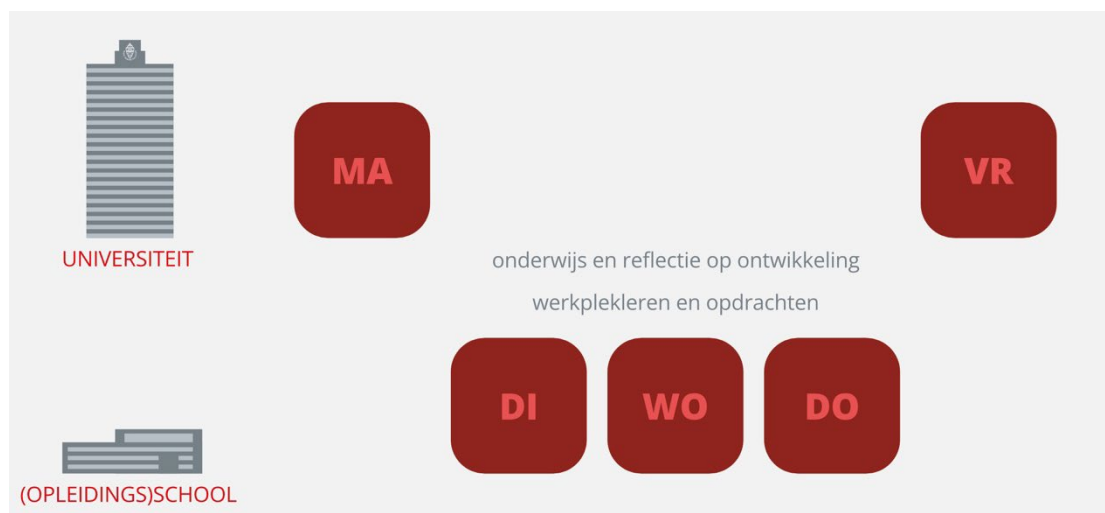 MA
VR
UNIVERSITEIT
onderwijs en reflectie op ontwikkeling
werkplekleren en opdrachten
DI
WO
DO
(OPLEIDINGS)SCHOOL